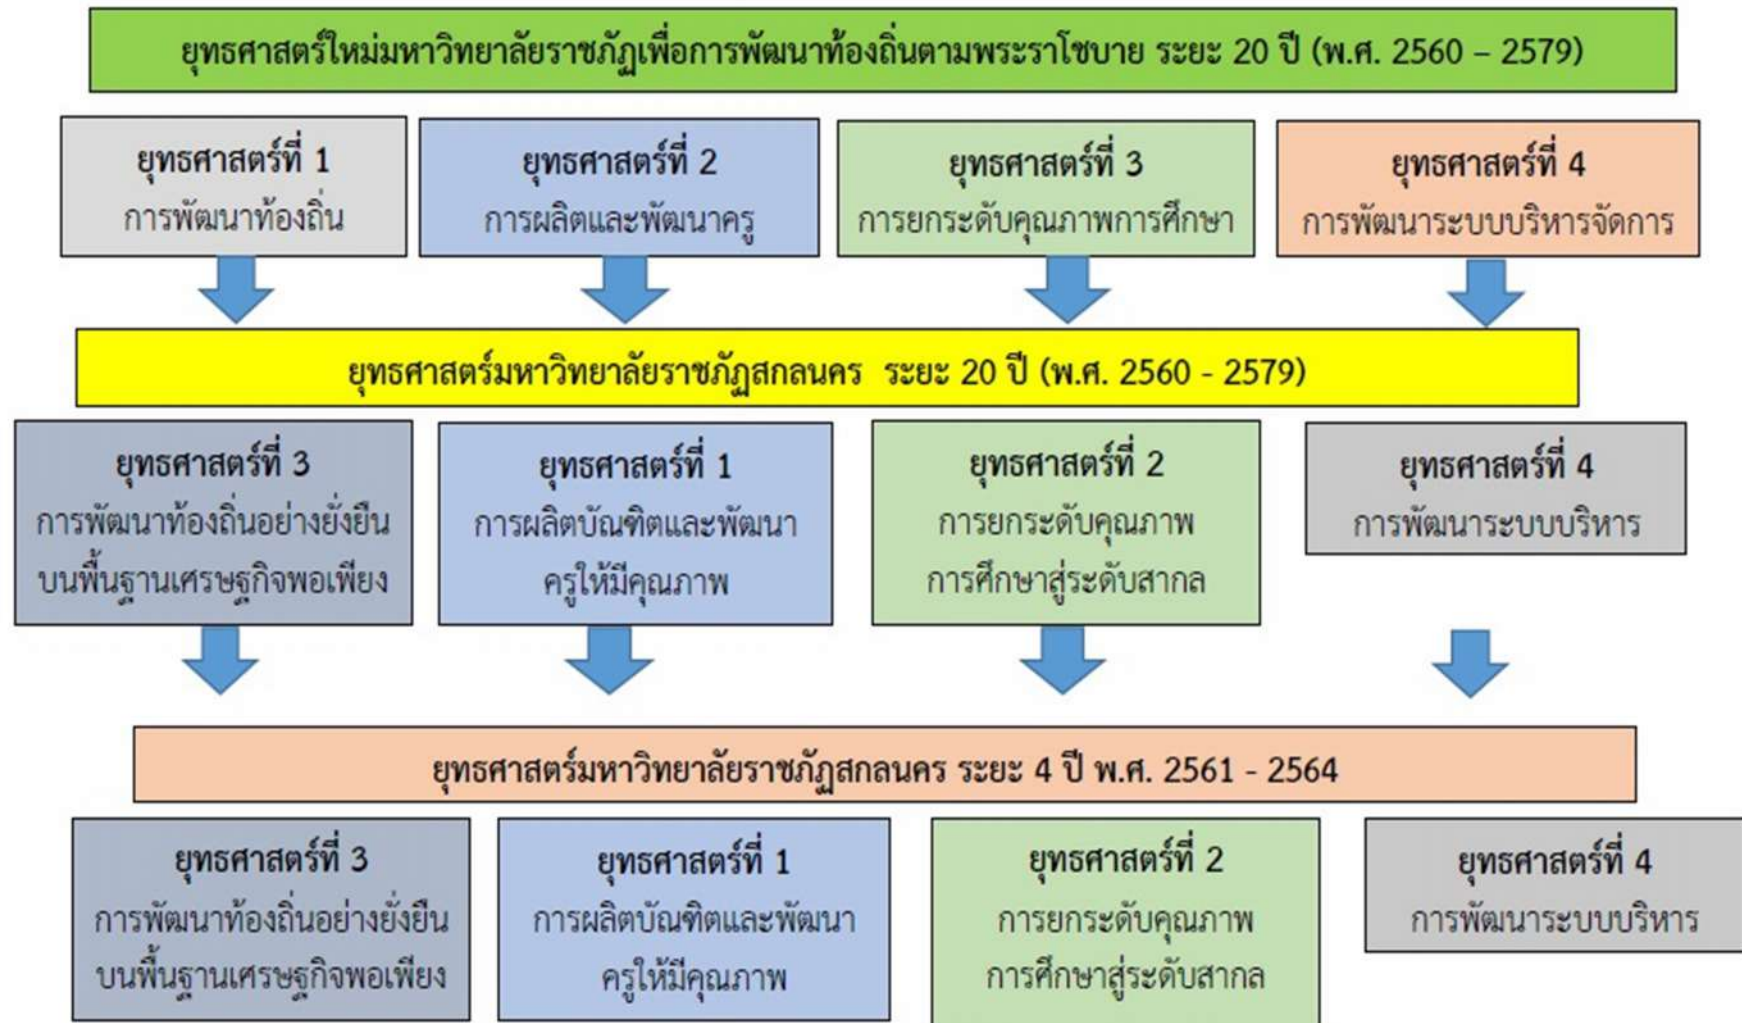 ยุทธศาสตร์ใหม่มหาวิทยาลัยราชภัฏเพื่อการพัฒนาท้องถิ่นตามพระราโชบาย ระยะ 20 ปี (พ.ศ. 2560 – 2579)
ยุทธศาสตร์ที่ 1
การพัฒนาท้องถิ่น
ยุทธศาสตร์ที่ 2
การผลิตและพัฒนาครู
ยุทธศาสตร์ที่ 3
การยกระดับคุณภาพการศึกษา
ยุทธศาสตร์ที่ 4
การพัฒนาระบบบริหารจัดการ
ยุทธศาสตร์มหาวิทยาลัยราชภัฏสกลนคร ระยะ 20 ปี (พ.ศ. 2560 - 2579)
ยุทธศาสตร์ที่ 3
การพัฒนาท้องถิ่นอย่างยั่งยืน
บนพื้นฐานเศรษฐกิจพอเพียง
ยุทธศาสตร์ที่ 1
การผลิตบัณฑิตและพัฒนา
ครูให้มีคุณภาพ
ยุทธศาสตร์ที่ 2
การยกระดับคุณภาพ
การศึกษาสู่ระดับสากล
ยุทธศาสตร์ที่ 4
การพัฒนาระบบบริหาร
ยุทธศาสตร์มหาวิทยาลัยราชภัฏสกลนคร ระยะ 4 ปี พ.ศ. 2561 - 2564
ยุทธศาสตร์ที่ 3
การพัฒนาท้องถิ่นอย่างยั่งยืน
บนพื้นฐานเศรษฐกิจพอเพียง
ยุทธศาสตร์ที่ 1
การผลิตบัณฑิตและพัฒนา
ครูให้มีคุณภาพ
ยุทธศาสตร์ที่ 2
การยกระดับคุณภาพ
การศึกษาสู่ระดับสากล
ยุทธศาสตร์ที่ 4
การพัฒนาระบบบริหาร